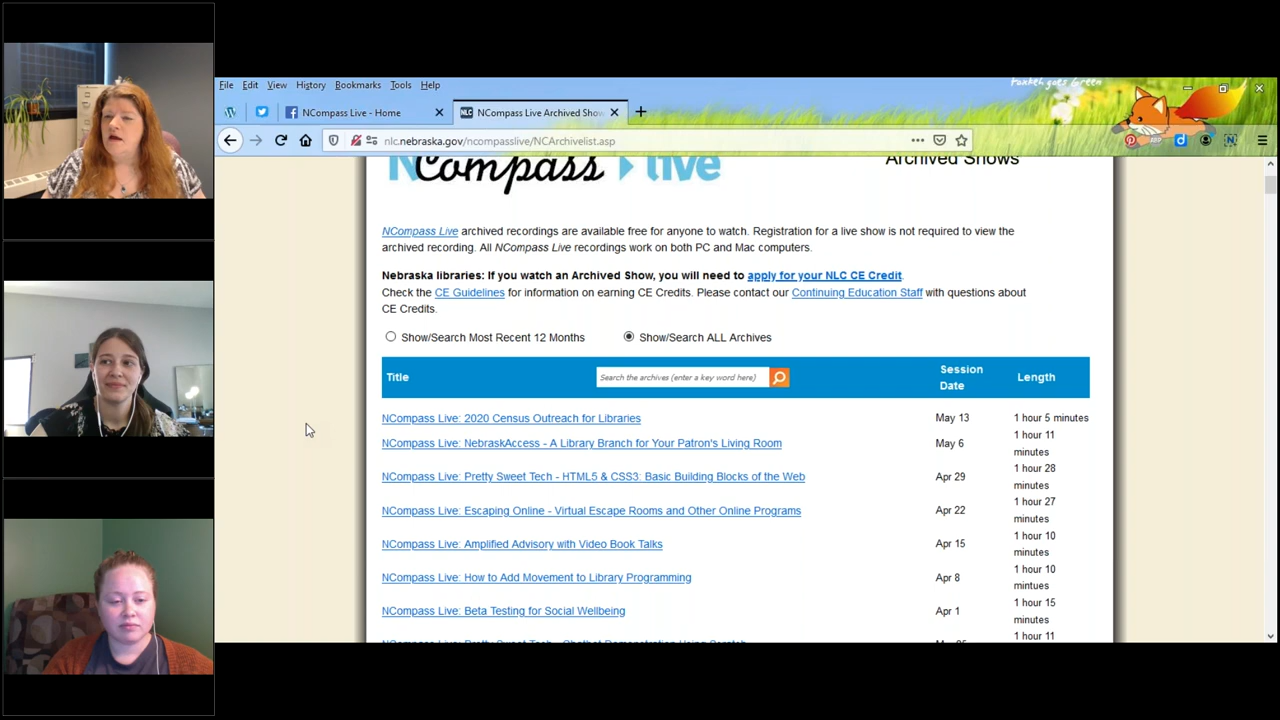 File Edit View History Bookmarks Tools Help
NCompass Live - Home
NLC NCompass Live Archived Show
nlc.nebraska.gov/ncompasslive/NCArchivelist.asp
NCompass live
Archived Shows
NCompass Live archived recordings are available free for anyone to watch. Registration for a live show is not required to view the
archived recording. All NCompass Live recordings work on both PC and Mac computers.
Nebraska libraries: If you watch an Archived Show, you will need to apply for your NLC CE Credit.
Check the CE Guidelines for information on earning CE Credits. Please contact our Continuing Education Staff with questions about
CE Credits.
Show/Search Most Recent 12 Months Show/Search ALL Archives
Title Search the archives (enter a key word here) Session Date Length
NCompass Live: 2020 Census Outreach for Libraries May 13 1 hour 5 minutes
NCompass Live: NebraskAccess - A Library Branch for Your Patron's Living Room May 6 1 hour 11 minutes
NCompass Live: Pretty Sweet Tech - HTML5 & CSS3: Basic Building Blocks of the Web Apr 29 1 hour 28 minutes
NCompass Live: Escaping Online - Virtual Escape Rooms and Other Online Programs Apr 22 1 hour 27 minutes
NCompass Live: Amplified Advisory with Video Book Talks Apr 15 1 hour 10 minutes
NCompass Live: How to Add Movement to Library Programming Apr 8 1 hour 10 mintues
NCompass Live: Beta Testing for Social Wellbeing Apr 1 1 hour 15 minutes
1 hour 11